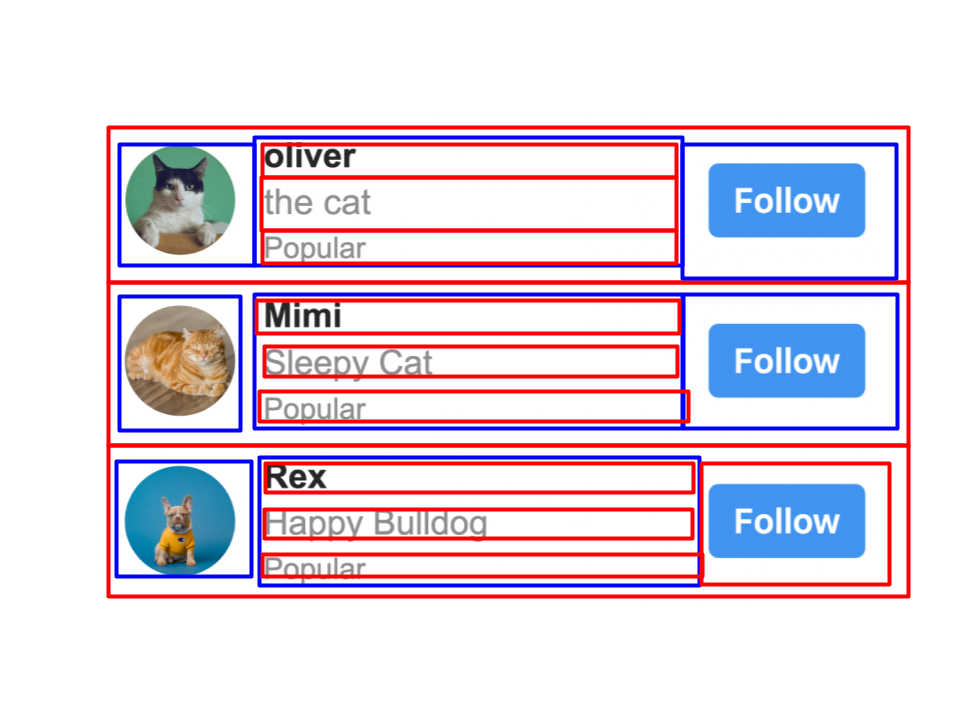 oliver
the cat
Popular
Follow
Mimi
Sleepy Cat
Popular
Follow
Rex
Happy Bulldog
Popular
Follow